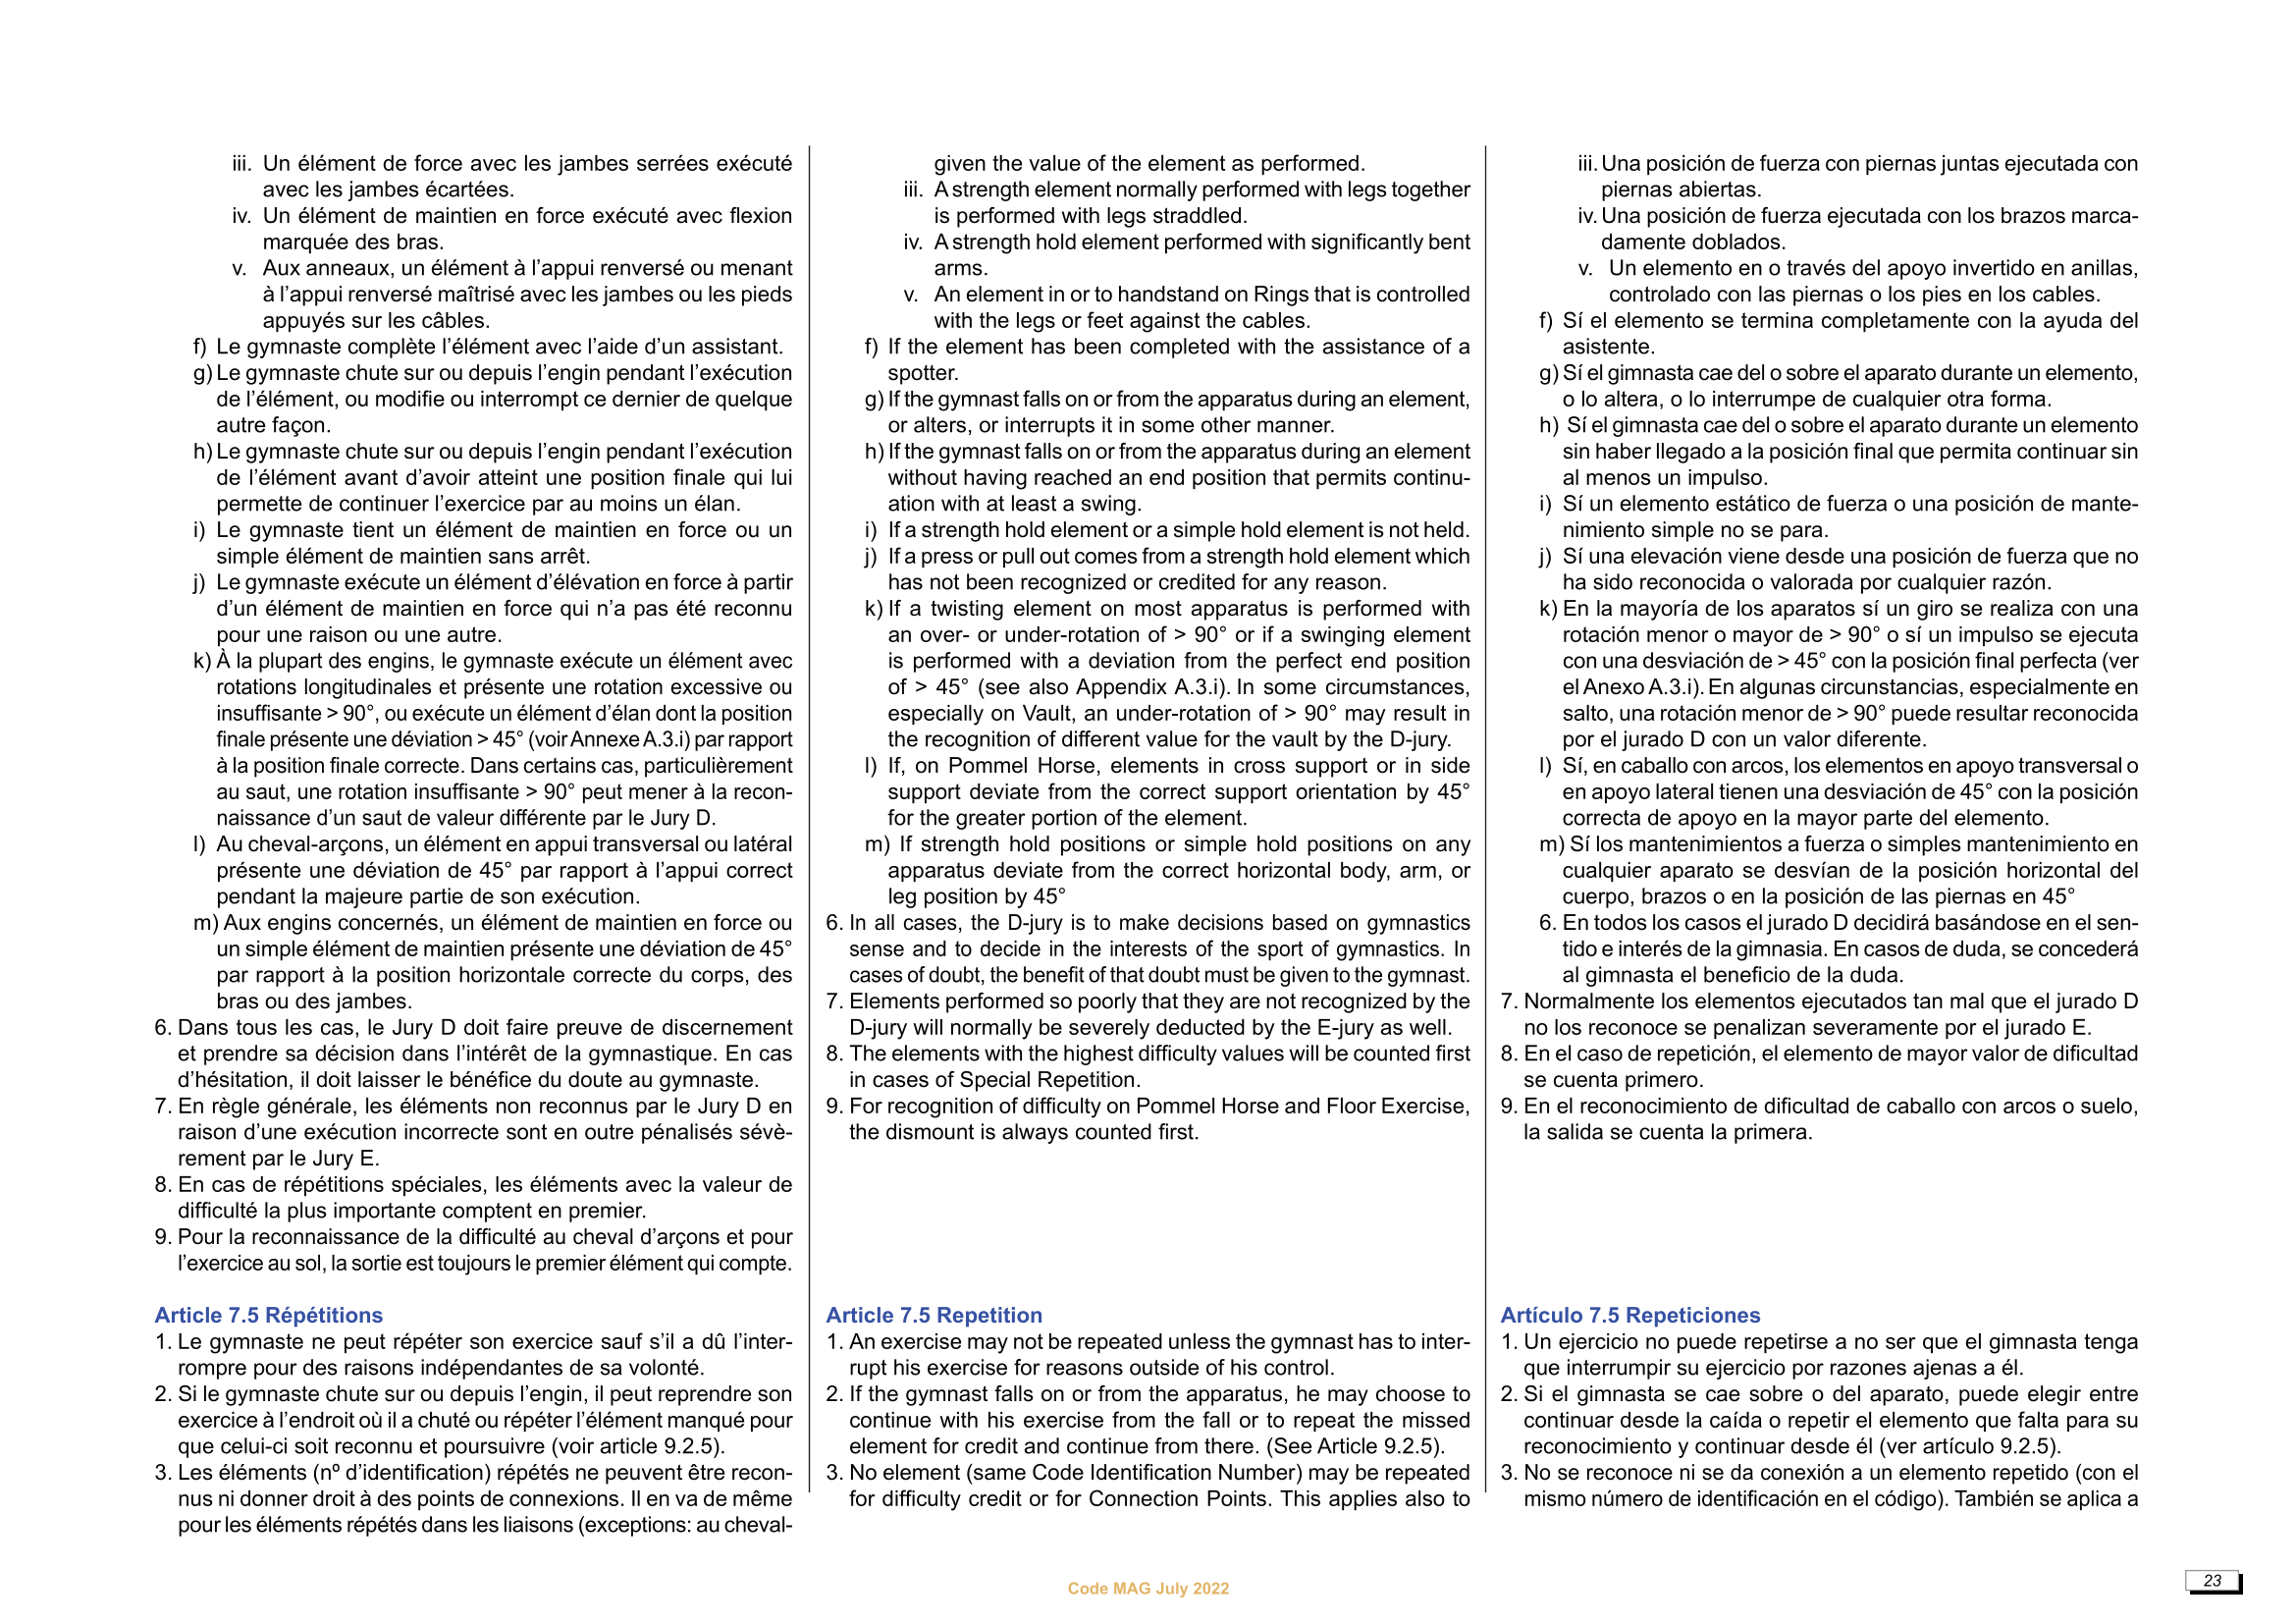 iii. Un élément de force avec les jambes serrées exécuté
avec les jambes écartées.
iv. Un élément de maintien en force exécuté avec flexion
marquée des bras.
v. Aux anneaux, un élément à l’appui renversé ou menant
à l’appui renversé maîtrisé avec les jambes ou les pieds
appuyés sur les câbles.
f) Le gymnaste complète l’élément avec l’aide d’un assistant.
g) Le gymnaste chute sur ou depuis l’engin pendant l’exécution
de l’élément, ou modifie ou interrompt ce dernier de quelque
autre façon.
h) Le gymnaste chute sur ou depuis l’engin pendant l’exécution
de l’élément avant d’avoir atteint une position finale qui lui
permette de continuer l’exercice par au moins un élan.
i) Le gymnaste tient un élément de maintien en force ou un
simple élément de maintien sans arrêt.
j) Le gymnaste exécute un élément d’élévation en force à partir
d’un élément de maintien en force qui n’a pas été reconnu
pour une raison ou une autre.
k) À la plupart des engins, le gymnaste exécute un élément avec
rotations longitudinales et présente une rotation excessive ou
insuffisante > 90°, ou exécute un élément d’élan dont la position
finale présente une déviation > 45° (voir Annexe A.3.i) par rapport
à la position finale correcte. Dans certains cas, particulièrement
au saut, une rotation insuffisante > 90° peut mener à la recon-
naissance d’un saut de valeur différente par le Jury D.
l) Au cheval-arçons, un élément en appui transversal ou latéral
présente une déviation de 45° par rapport à l’appui correct
pendant la majeure partie de son exécution.
m) Aux engins concernés, un élément de maintien en force ou
un simple élément de maintien présente une déviation de 45°
par rapport à la position horizontale correcte du corps, des
bras ou des jambes.
6. Dans tous les cas, le Jury D doit faire preuve de discernement
et prendre sa décision dans l’intérêt de la gymnastique. En cas
d’hésitation, il doit laisser le bénéfice du doute au gymnaste.
7. En règle générale, les éléments non reconnus par le Jury D en
raison d’une exécution incorrecte sont en outre pénalisés sévè-
rement par le Jury E.
8. En cas de répétitions spéciales, les éléments avec la valeur de
difficulté la plus importante comptent en premier.
9. Pour la reconnaissance de la difficulté au cheval d’arçons et pour
l’exercice au sol, la sortie est toujours le premier élément qui compte.
Article 7.5 Répétitions
1. Le gymnaste ne peut répéter son exercice sauf s’il a dû l’inter-
rompre pour des raisons indépendantes de sa volonté.
2. Si le gymnaste chute sur ou depuis l’engin, il peut reprendre son
exercice à l’endroit où il a chuté ou répéter l’élément manqué pour
que celui-ci soit reconnu et poursuivre (voir article 9.2.5).
3. Les éléments (nº d’identification) répétés ne peuvent être recon-
nus ni donner droit à des points de connexions. Il en va de même
pour les éléments répétés dans les liaisons (exceptions: au cheval-
given the value of the element as performed.
iii. A strength element normally performed with legs together
is performed with legs straddled.
iv. A strength hold element performed with significantly bent
arms.
v. An element in or to handstand on Rings that is controlled
with the legs or feet against the cables.
f) If the element has been completed with the assistance of a
spotter.
g) If the gymnast falls on or from the apparatus during an element,
or alters, or interrupts it in some other manner.
h) If the gymnast falls on or from the apparatus during an element
without having reached an end position that permits continu-
ation with at least a swing.
i) If a strength hold element or a simple hold element is not held.
j) If a press or pull out comes from a strength hold element which
has not been recognized or credited for any reason.
k) If a twisting element on most apparatus is performed with
an over- or under-rotation of > 90° or if a swinging element
is performed with a deviation from the perfect end position
of > 45° (see also Appendix A.3.i). In some circumstances,
especially on Vault, an under-rotation of > 90° may result in
the recognition of different value for the vault by the D-jury.
l) If, on Pommel Horse, elements in cross support or in side
support deviate from the correct support orientation by 45°
for the greater portion of the element.
m) If strength hold positions or simple hold positions on any
apparatus deviate from the correct horizontal body, arm, or
leg position by 45°
6. In all cases, the D-jury is to make decisions based on gymnastics
sense and to decide in the interests of the sport of gymnastics. In
cases of doubt, the benefit of that doubt must be given to the gymnast.
7. Elements performed so poorly that they are not recognized by the
D-jury will normally be severely deducted by the E-jury as well.
8. The elements with the highest difficulty values will be counted first
in cases of Special Repetition.
9. For recognition of difficulty on Pommel Horse and Floor Exercise,
the dismount is always counted first.
Article 7.5 Repetition
1. An exercise may not be repeated unless the gymnast has to inter-
rupt his exercise for reasons outside of his control.
2. If the gymnast falls on or from the apparatus, he may choose to
continue with his exercise from the fall or to repeat the missed
element for credit and continue from there. (See Article 9.2.5).
3. No element (same Code Identification Number) may be repeated
for difficulty credit or for Connection Points. This applies also to
iii. Una posición de fuerza con piernas juntas ejecutada con
piernas abiertas.
iv. Una posición de fuerza ejecutada con los brazos marca-
damente doblados.
v. Un elemento en o través del apoyo invertido en anillas,
controlado con las piernas o los pies en los cables.
f) Sí el elemento se termina completamente con la ayuda del
asistente.
g) Sí el gimnasta cae del o sobre el aparato durante un elemento,
o lo altera, o lo interrumpe de cualquier otra forma.
h) Sí el gimnasta cae del o sobre el aparato durante un elemento
sin haber llegado a la posición final que permita continuar sin
al menos un impulso.
i) Sí un elemento estático de fuerza o una posición de mante-
nimiento simple no se para.
j) Sí una elevación viene desde una posición de fuerza que no
ha sido reconocida o valorada por cualquier razón.
k) En la mayoría de los aparatos sí un giro se realiza con una
rotación menor o mayor de > 90° o sí un impulso se ejecuta
con una desviación de > 45° con la posición final perfecta (ver
el Anexo A.3.i). En algunas circunstancias, especialmente en
salto, una rotación menor de > 90° puede resultar reconocida
por el jurado D con un valor diferente.
l) Sí, en caballo con arcos, los elementos en apoyo transversal o
en apoyo lateral tienen una desviación de 45° con la posición
correcta de apoyo en la mayor parte del elemento.
m) Sí los mantenimientos a fuerza o simples mantenimiento en
cualquier aparato se desvían de la posición horizontal del
cuerpo, brazos o en la posición de las piernas en 45°
6. En todos los casos el jurado D decidirá basándose en el sen-
tido e interés de la gimnasia. En casos de duda, se concederá
al gimnasta el beneficio de la duda.
7. Normalmente los elementos ejecutados tan mal que el jurado D
no los reconoce se penalizan severamente por el jurado E.
8. En el caso de repetición, el elemento de mayor valor de dificultad
se cuenta primero.
9. En el reconocimiento de dificultad de caballo con arcos o suelo,
la salida se cuenta la primera.
Artículo 7.5 Repeticiones
1. Un ejercicio no puede repetirse a no ser que el gimnasta tenga
que interrumpir su ejercicio por razones ajenas a él.
2. Si el gimnasta se cae sobre o del aparato, puede elegir entre
continuar desde la caída o repetir el elemento que falta para su
reconocimiento y continuar desde él (ver artículo 9.2.5).
3. No se reconoce ni se da conexión a un elemento repetido (con el
mismo número de identificación en el código). También se aplica a
Code MAG July 2022
23